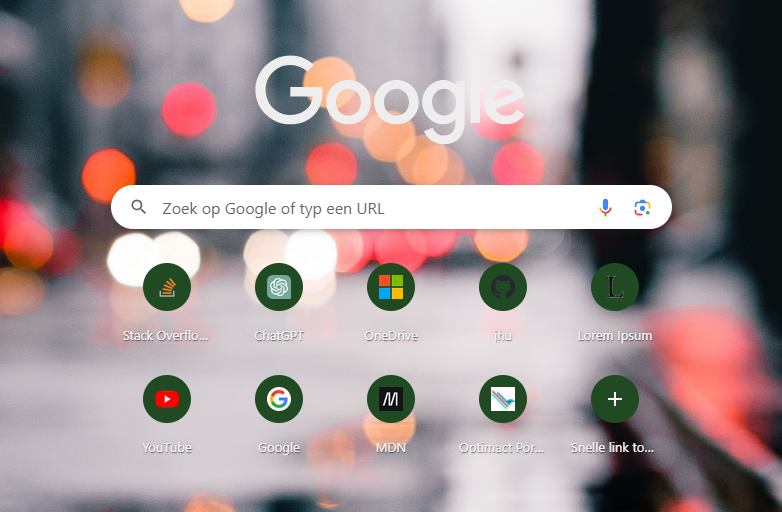 Google
Zoek op Google of typ een URL
Stack Overflo...
ChatGPT
OneDrive
jhu
Lorem Ipsum
YouTube
Google
MDN
Optimact Por...
Snelle link to...